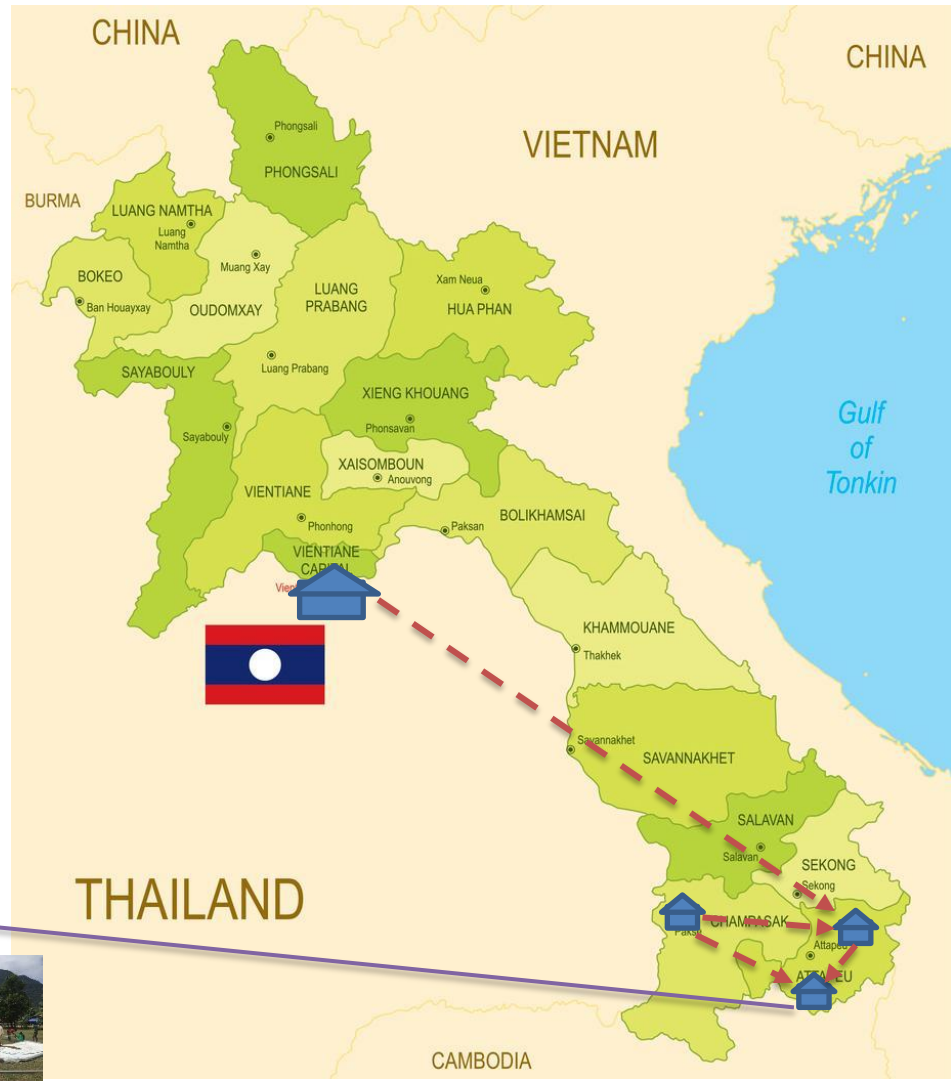 CHINA
CHINA
VIETNAM
Phongsali
PHONGSALI
BURMA
LUANG NAMTHA
Luang
Namtha
Muang Xay
BOKEO
Ban Houayxay
OUDOMXAY
LUANG
PRABANG
Xam Neua
HUA PHAN
Luang Prabang
SAYABOULY
Sayabouly
XIENG KHOUANG
Phonsavan
XAISOMBOUN
Anouvong
VIENTIANE
Phonhong
Paksan
BOLIKHAMSAI
VIENTIANE
Gulf
of
Tonkin
KHAMMOUANE
Thakhek
Savannakhet
SAVANNAKHET
SALAVAN
Salavan
SEKONG
Sekong
THAILAND
CHAMPASAK
Attapeu
CAMBODIA